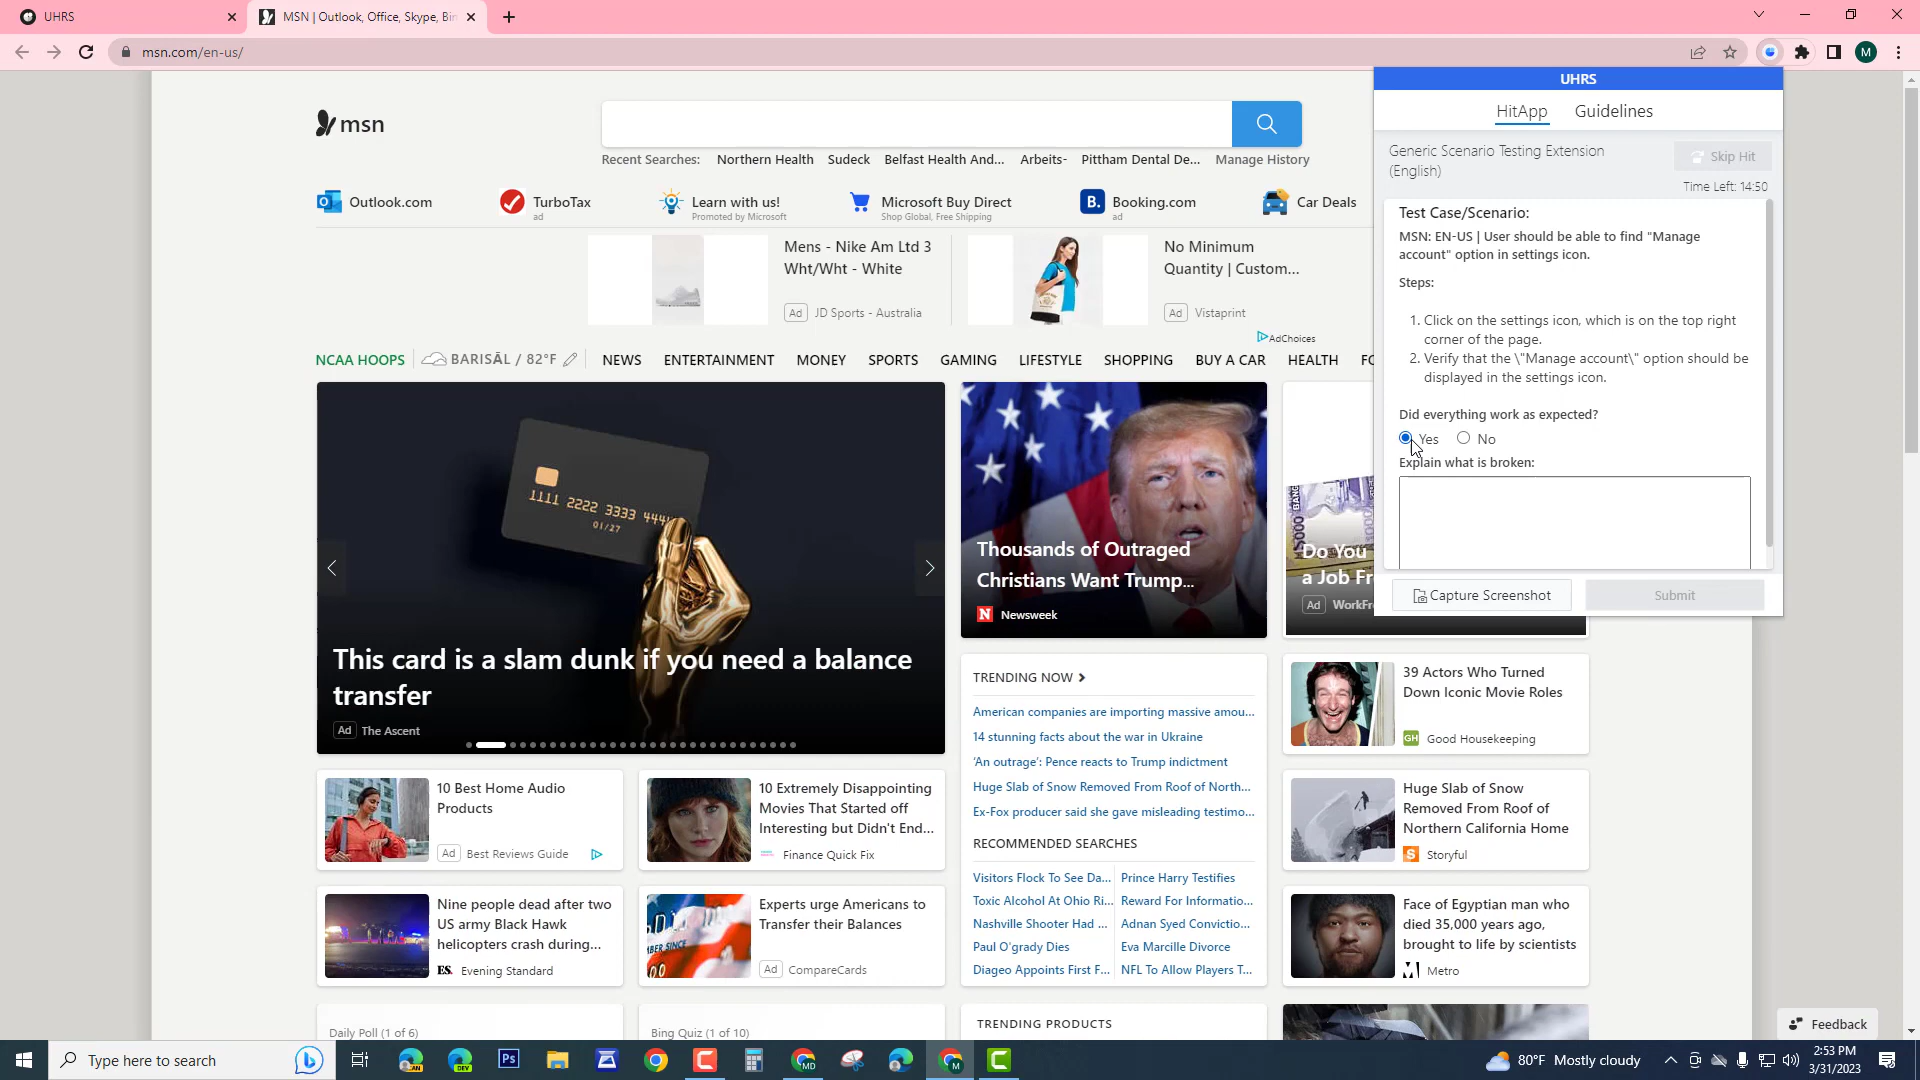 UHRS
MSN | Outlook, Office, Skype, Bin
msn.com/en-us/
M
UHRS
HitApp
Guidelines
Generic Scenario Testing Extension
(English)
Skip Hit
Time Left: 14:50
Test Case/Scenario:
MSN: EN-US | User should be able to find "Manage
account" option in settings icon.
Steps:
1. Click on the settings icon, which is on the top right
corner of the page.
2. Verify that the \"Manage account\" option should be
displayed in the settings icon.
Did everything work as expected?
Yes
No
Explain what is broken:
Capture Screenshot
Submit
msn
Recent Searches:
Northern Health
Sudeck
Belfast Health And...
Arbeits-
Pittham Dental De...
Manage History
Outlook.com
TurboTax
ad
Learn with us!
Promoted by Microsoft
Microsoft Buy Direct
Shop Global, Free Shipping
B.
Booking.com
ad
Car Deals
Mens - Nike Am Ltd 3
Wht/Wht - White
Ad JD Sports - Australia
No Minimum
Quantity | Custom...
Ad Vistaprint
AdChoices
NCAA HOOPS
BARISĀL / 82°F
NEWS
ENTERTAINMENT
MONEY
SPORTS
GAMING
LIFESTYLE
SHOPPING
BUY A CAR
HEALTH
FO
1111 2222 3333 444
01/27
This card is a slam dunk if you need a balance
transfer
Ad The Ascent
Thousands of Outraged
Christians Want Trump...
N Newsweek
Do You
a Job Fr
Ad WorkFr
TRENDING NOW
American companies are importing massive amou...
14 stunning facts about the war in Ukraine
'An outrage': Pence reacts to Trump indictment
Huge Slab of Snow Removed From Roof of North...
Ex-Fox producer said she gave misleading testimo...
RECOMMENDED SEARCHES
Visitors Flock To See Da...
Prince Harry Testifies
Toxic Alcohol At Ohio Ri...
Reward For Informatio...
Nashville Shooter Had ...
Adnan Syed Convictio...
Paul O'grady Dies
Eva Marcille Divorce
Diageo Appoints First F...
NFL To Allow Players T...
39 Actors Who Turned
Down Iconic Movie Roles
GH Good Housekeeping
10 Best Home Audio
Products
Ad Best Reviews Guide
10 Extremely Disappointing
Movies That Started off
Interesting but Didn't End...
Finance Quick Fix
Huge Slab of Snow
Removed From Roof of
Northern California Home
S Storyful
Nine people dead after two
US army Black Hawk
helicopters crash during...
ES. Evening Standard
Experts urge Americans to
Transfer their Balances
Ad CompareCards
Face of Egyptian man who
died 35,000 years ago,
brought to life by scientists
Metro
Daily Poll (1 of 6)
Bing Quiz (1 of 10)
TRENDING PRODUCTS
Feedback
Type here to search
CAN
DEV
Ps
MD
M
80°F Mostly cloudy
2:53 PM
3/31/2023